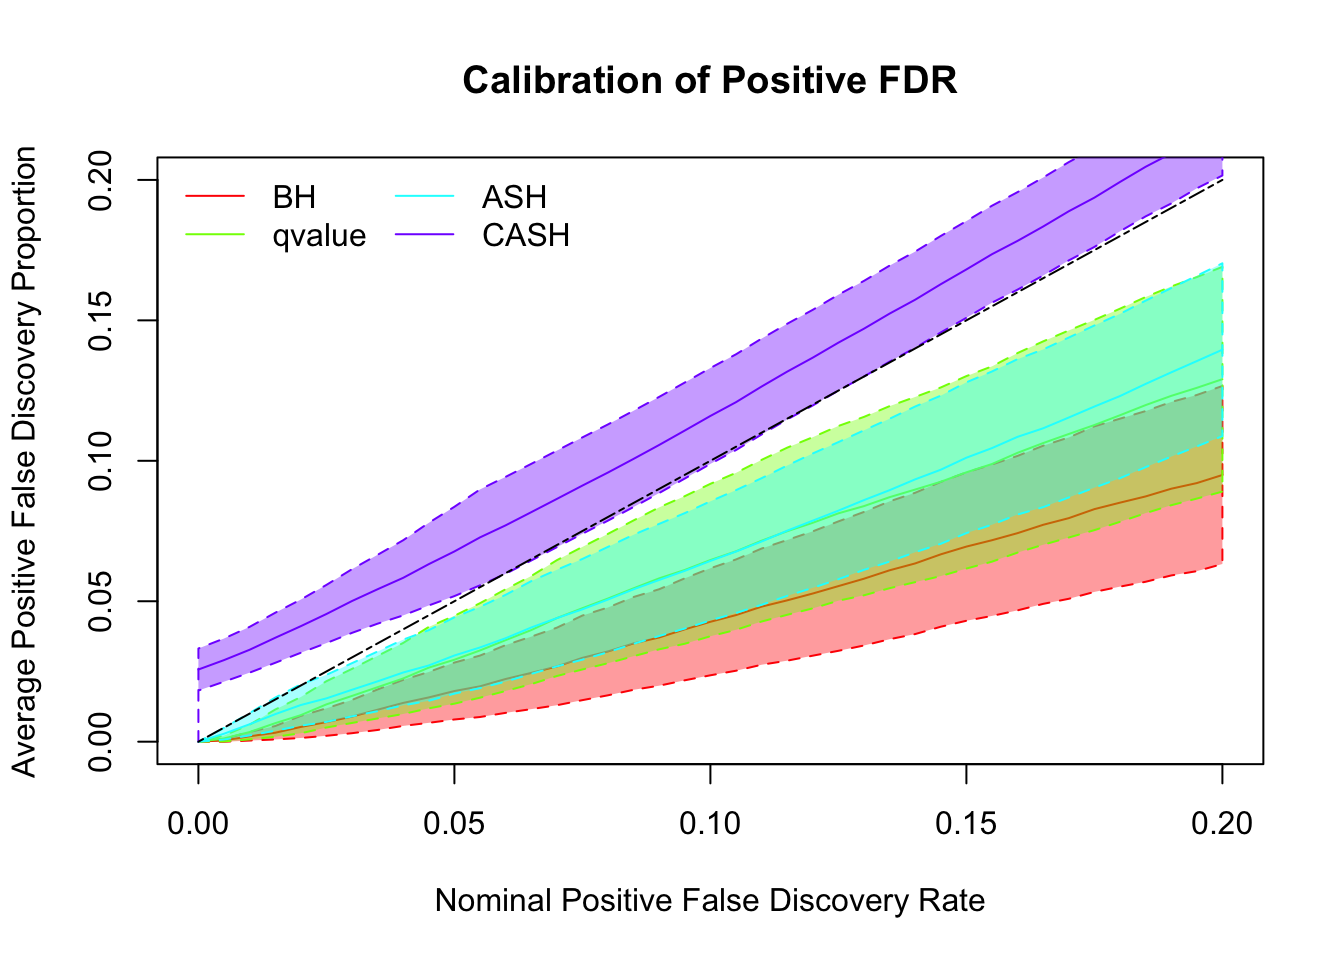 Calibration of Positive FDR
Average Positive False Discovery Proportion
0.20
0.15
0.10
0.05
0.00
BH
qvalue
ASH
CASH
0.00 0.05 0.10 0.15 0.20
Nominal Positive False Discovery Rate